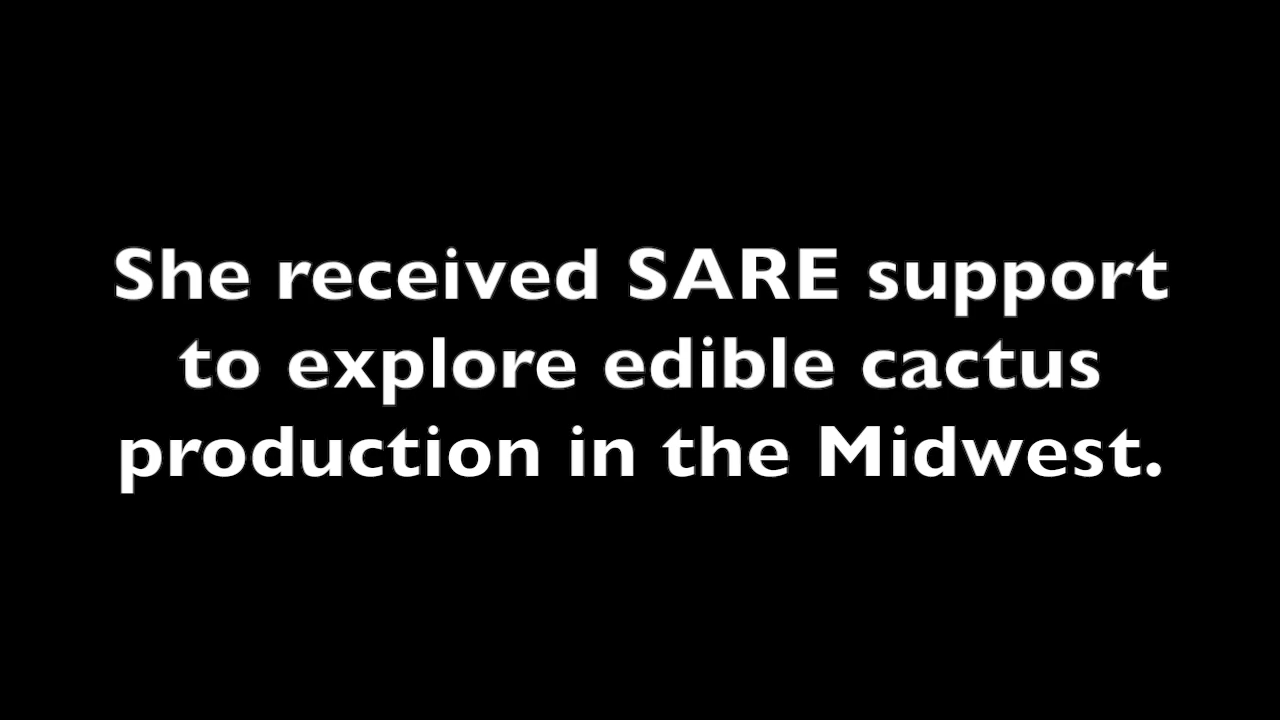 She received SARE support
to explore edible cactus
production in the Midwest.